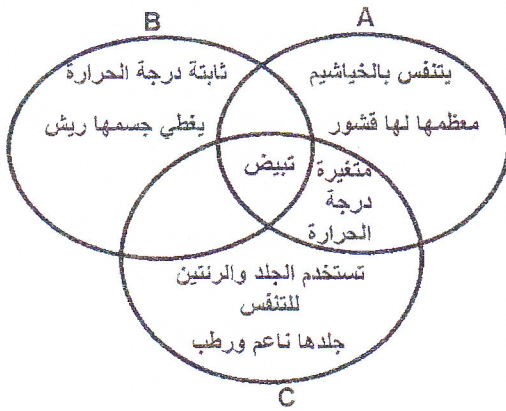 B
A
ثابتة درجة الحرارة
يغطي جسمها ريش
يتنفس بالخياشيم
معظمها لها قشور
تبيض
متغيرة
درجة
الحرارة
تستخدم الجلد والرئتين
للتنفس
جلدها ناعم ورطب
C